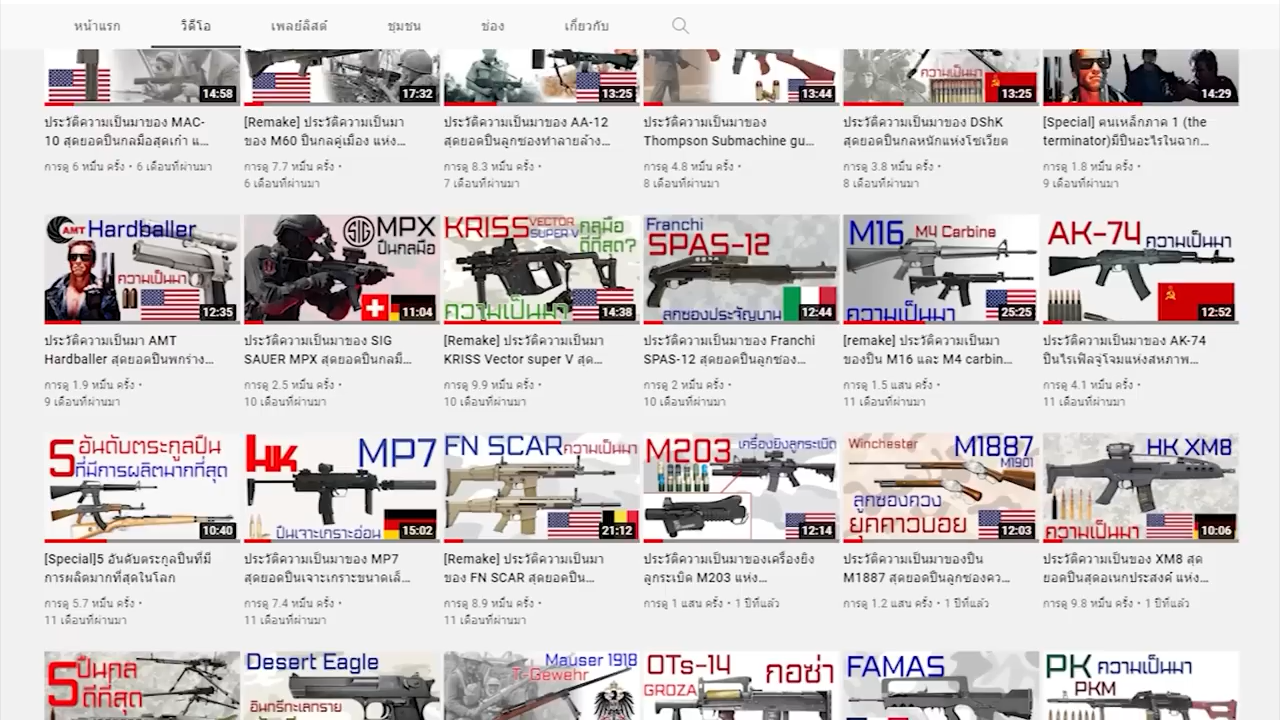 หน้าแรก
วิดีโอ
เพลย์ลิสต์
ชุมชน
ช่อง
เกี่ยวกับ
14:58
17:32
13:25
13:44
ความเป็นมา
13:25
14:29
ประวัติความเป็นมาของ MAC-
10 สุดยอดปืนกลมือสุดเก๋า แ...
การดู 6 หมื่น ครั้ง • 6 เดือนที่ผ่านมา
[Remake] ประวัติความเป็นมา
ของ M60 ปืนกลคู่เมือง แห่ง...
การดู 7.7 หมื่น ครั้ง •
6 เดือนที่ผ่านมา
ประวัติความเป็นมาของ AA-12
สุดยอดปืนลูกซองทำลายล้าง...
การดู 8.3 หมื่น ครั้ง •
7 เดือนที่ผ่านมา
ประวัติความเป็นมาของ
Thompson Submachine gu...
การดู 4.8 หมื่น ครั้ง •
8 เดือนที่ผ่านมา
ประวัติความเป็นมาของ DShK
สุดยอดปืนกลหนักแห่งโซเวียต
การดู 3.8 หมื่น ครั้ง •
8 เดือนที่ผ่านมา
[Special] คนเหล็กภาค 1 (the
terminator)มีปืนอะไรในฉาก...
การดู 1.8 หมื่น ครั้ง •
9 เดือนที่ผ่านมา
AMT Hardballer
ความเป็นมา
12:35
SIG MPX
ปืนกลมือ
11:04
KRISS VECTOR SUPER V กลมือ
ดีที่สุด?
ความเป็นมา
14:38
Franchi
SPAS-12
ลูกซองประจัญบาน
12:44
M16 M4 Carbine
ความเป็นมา
25:25
AK-74 ความเป็นมา
12:52
ประวัติความเป็นมา AMT
Hardballer สุดยอดปืนพกร่าง...
การดู 1.9 หมื่น ครั้ง •
9 เดือนที่ผ่านมา
ประวัติความเป็นมาของ SIG
SAUER MPX สุดยอดปืนกลมื...
การดู 2.5 หมื่น ครั้ง •
10 เดือนที่ผ่านมา
[Remake] ประวัติความเป็นมา
KRISS Vector super V สุด...
การดู 9.9 หมื่น ครั้ง •
10 เดือนที่ผ่านมา
ประวัติความเป็นมาของ Franchi
SPAS-12 สุดยอดปืนลูกซอง...
การดู 2 หมื่น ครั้ง •
10 เดือนที่ผ่านมา
[remake] ประวัติความเป็นมา
ของปืน M16 และ M4 carbin...
การดู 1.5 แสน ครั้ง •
11 เดือนที่ผ่านมา
ประวัติความเป็นมาของ AK-74
ปืนไรเฟิลจู่โจมแห่งสหภาพ...
การดู 4.1 หมื่น ครั้ง •
11 เดือนที่ผ่านมา
5 อันดับตระกูลปืน
ที่มีการผลิตมากที่สุด
10:40
HK MP7
ปืนเจาะเกราะอ่อน
15:02
FN SCAR ความเป็นมา
21:12
M203 เครื่องยิงลูกระเบิด
12:14
Winchester M1887
M1901
ลูกซองควง
ยุคคาวบอย
12:03
HK XM8
ความเป็นมา
10:06
[Special]5 อันดับตระกูลปืนที่มี
การผลิตมากที่สุดในโลก
การดู 5.7 หมื่น ครั้ง •
11 เดือนที่ผ่านมา
ประวัติความเป็นมาของ MP7
สุดยอดปืนเจาะเกราะขนาดเล็...
การดู 7.4 หมื่น ครั้ง •
11 เดือนที่ผ่านมา
[Remake] ประวัติความเป็นมา
ของ FN SCAR สุดยอดปืน...
การดู 8.9 หมื่น ครั้ง •
11 เดือนที่ผ่านมา
ประวัติความเป็นมาของเครื่องยิง
ลูกระเบิด M203 แห่ง...
การดู 1 แสน ครั้ง • 1 ปีที่แล้ว
ประวัติความเป็นมาของปืน
M1887 สุดยอดปืนลูกซองคว...
การดู 1.2 แสน ครั้ง • 1 ปีที่แล้ว
ประวัติความเป็นของ XM8 สุด
ยอดปืนสุดอเนกประสงค์ แห่ง...
การดู 9.8 หมื่น ครั้ง • 1 ปีที่แล้ว
5 ปืนกล
ดีที่สุด
Desert Eagle
อินทรีทะเลทราย
Mauser 1918
T-Gewehr
OTs-14 กอซ่า
GROZA
FAMAS
PK ความเป็นมา
PKM